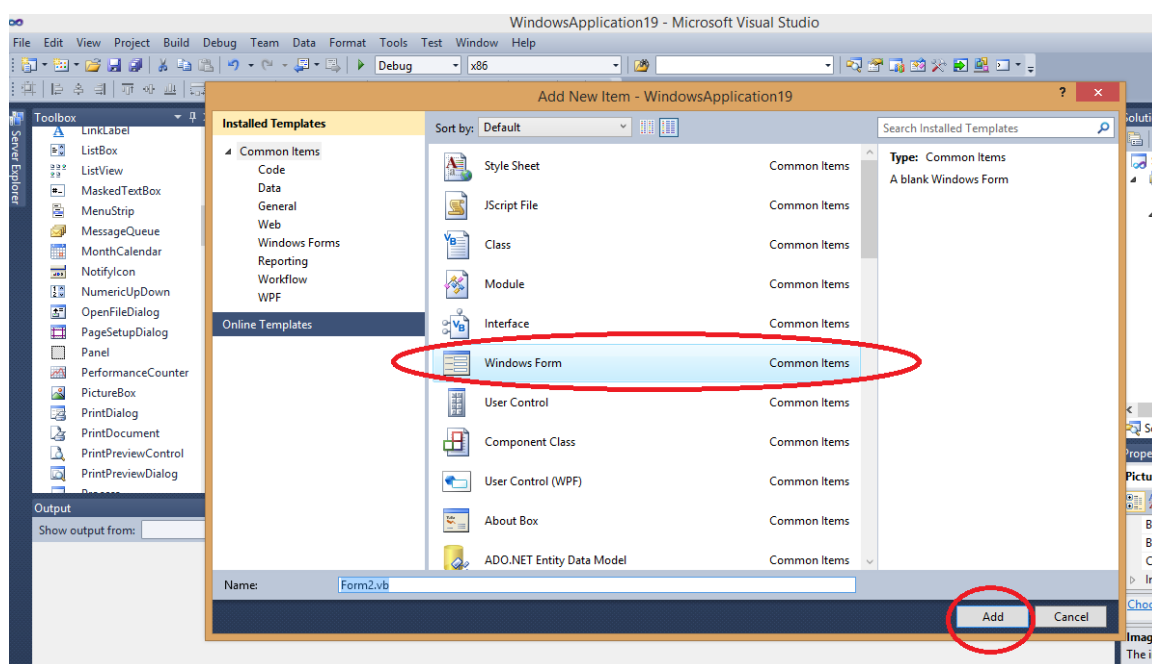 WindowsApplication19 - Microsoft Visual Studio
File Edit View Project Build Debug Team Data Format Tools Test Window Help
Debug x86
Add New Item - WindowsApplication19
? ×
Toolbox
Server Explorer
LinkLabel
ListBox
ListView
MaskedTextBox
MenuStrip
MessageQueue
MonthCalendar
NotifyIcon
NumericUpDown
OpenFileDialog
PageSetupDialog
Panel
PerformanceCounter
PictureBox
PrintDialog
PrintDocument
PrintPreviewControl
PrintPreviewDialog
Output
Show output from:
Installed Templates
Common Items
Code
Data
General
Web
Windows Forms
Reporting
Workflow
WPF
Online Templates
Sort by: Default
Search Installed Templates
Style Sheet Common Items
JScript File Common Items
Class Common Items
Module Common Items
Interface Common Items
Windows Form Common Items
User Control Common Items
Component Class Common Items
User Control (WPF) Common Items
About Box Common Items
ADO.NET Entity Data Model Common Items
Type: Common Items
A blank Windows Form
Name: Form2.vb
Add Cancel
The i